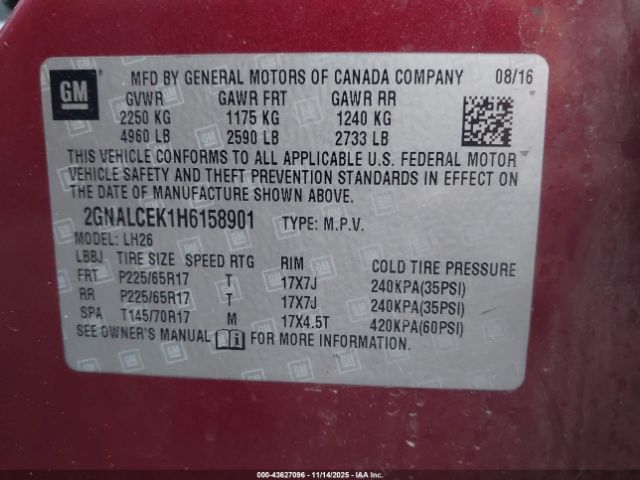 GM
MFD BY GENERAL MOTORS OF CANADA COMPANY 08/16
GVWR GAWR FRT GAWR RR
2250 KG 1175 KG 1240 KG
4960 LB 2590 LB 2733 LB
THIS VEHICLE CONFORMS TO ALL APPLICABLE U.S. FEDERAL MOTOR
VEHICLE SAFETY AND THEFT PREVENTION STANDARDS IN EFFECT ON
THE DATE OF MANUFACTURE SHOWN ABOVE.
2GNALCEK1H6158901 TYPE: M.P.V.
MODEL: LH26
LBBJ TIRE SIZE SPEED RTG RIM COLD TIRE PRESSURE
FRT P225/65R17 T 17X7J 240KPA(35PSI)
RR P225/65R17 T 17X7J 240KPA(35PSI)
SPA T145/70R17 M 17X4.5T 420KPA(60PSI)
SEE OWNER'S MANUAL FOR MORE INFORMATION.
000-43627096 - 11/14/2025 - IAA, Inc.